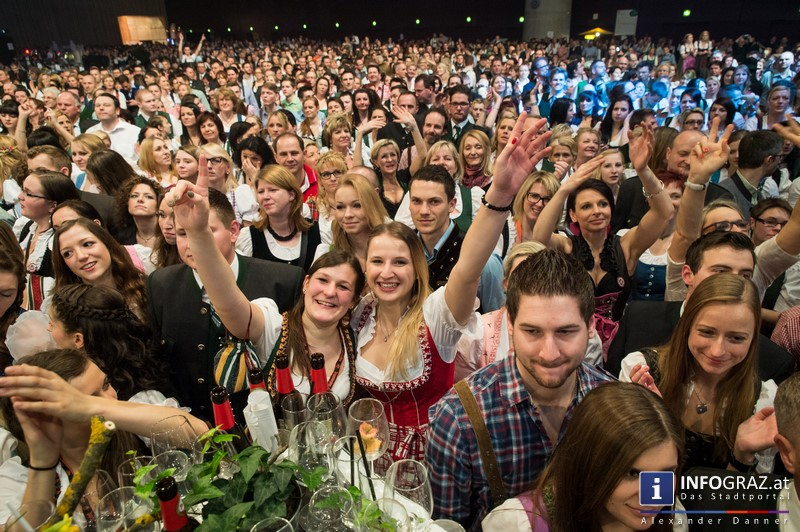 i INFOGRAZ.at
Das Stadtportal
Alexander Danner